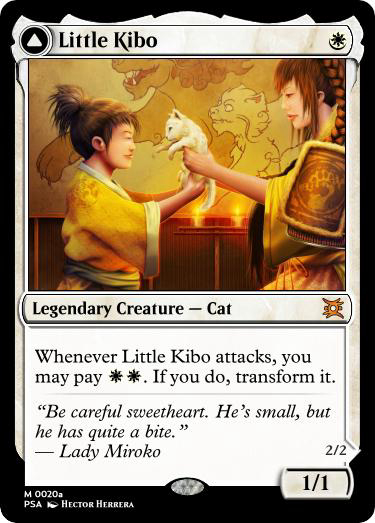 Little Kibo
Legendary Creature — Cat
Whenever Little Kibo attacks, you
may pay. If you do, transform it.
“Be careful sweetheart. He’s small, but
he has quite a bite.”
— Lady Miroko
2/2
1/1
M 0020a
PSA Hector Herrera